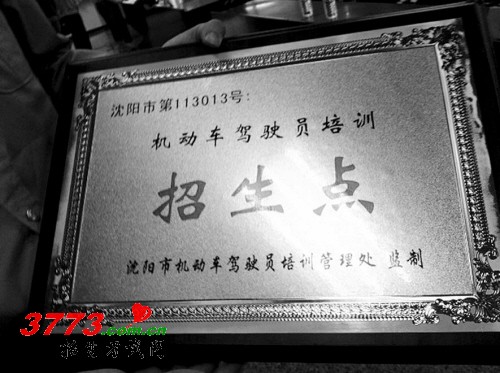 沈阳市第113013号：
机动车驾驶员培训
招生点
沈阳市机动车驾驶员培训管理处 监制
3773.com.cn